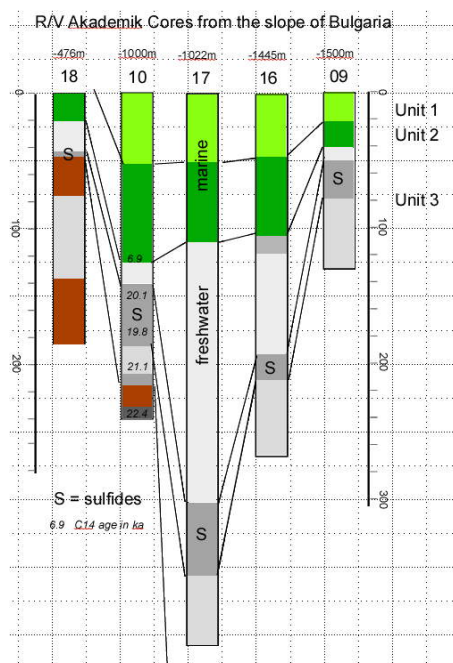 R/V Akademik Cores from the slope of Bulgaria
-476m -1000m -1022m -1445m -1500m
18 10 17 16 09
0 0
Unit 1
Unit 2
marine
S
S
Unit 3
100 100
6.9
20.1
S
19.8
freshwater
200 200
21.1
S
22.4
300
S = sulfides
6.9 C14 age in ka
S